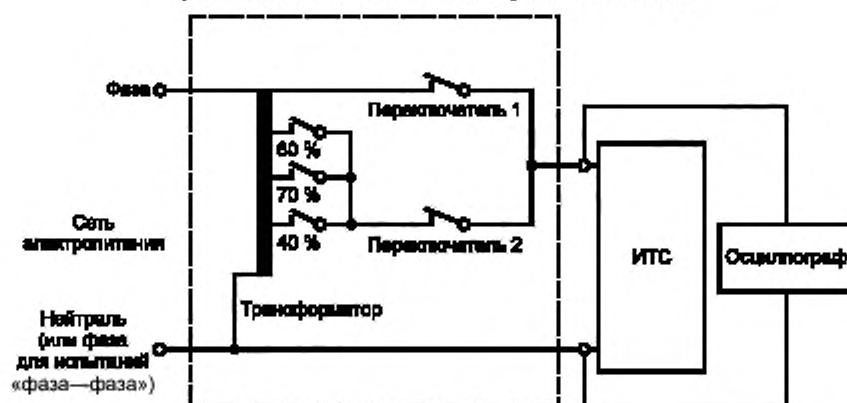 Фаза
Переключатель 1
80 %
70 %
40 %
Переключатель 2
Сеть
электропитания
Трансформатор
Нейтраль
(или фаза
для испытаний
«фаза—фаза»)
ИТС
Осциллограф